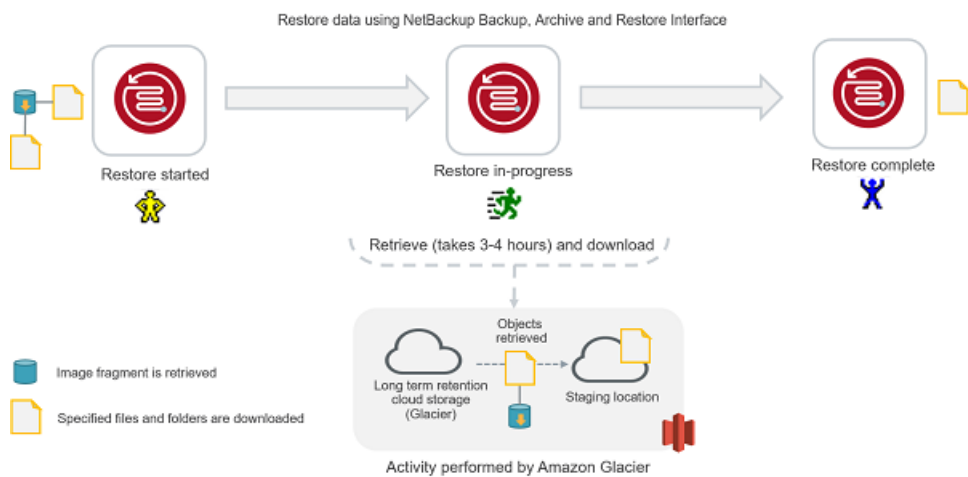 Restore data using NetBackup Backup, Archive and Restore Interface
Restore started
Restore in-progress
Restore complete
Retrieve (takes 3-4 hours) and download
Objects
retrieved
Long term retention
cloud storage
(Glacier)
Staging location
Image fragment is retrieved
Specified files and folders are downloaded
Activity performed by Amazon Glacier